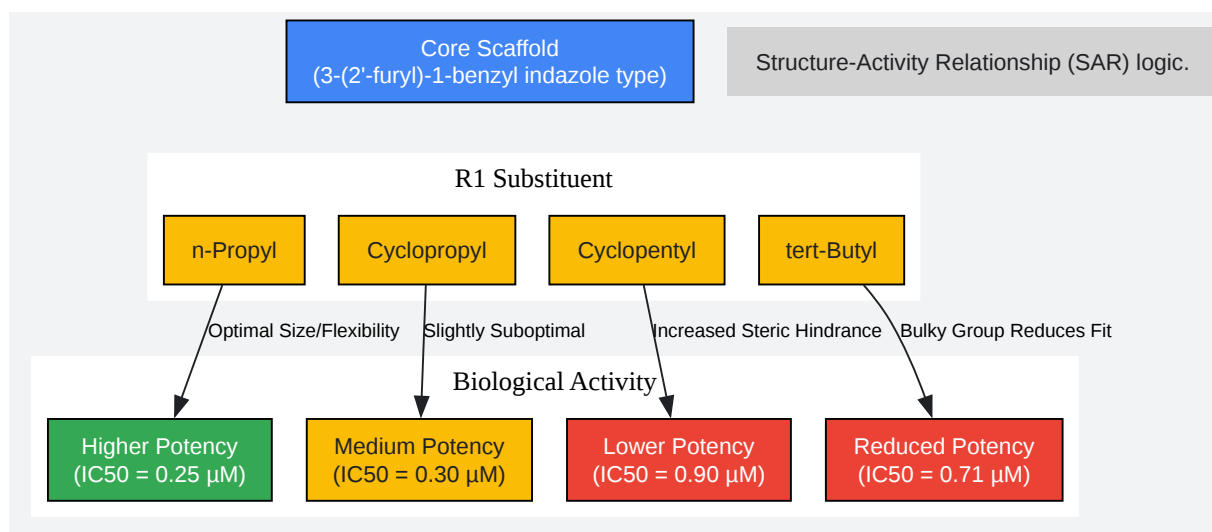 Core Scaffold
(3-(2'-furyl)-1-benzyl indazole type)
Structure-Activity Relationship (SAR) logic.
R1 Substituent
n-Propyl
Cyclopropyl
Cyclopentyl
tert-Butyl
Optimal Size/Flexibility
Slightly Suboptimal
Increased Steric Hindrance
Bulky Group Reduces Fit
Biological Activity
Higher Potency
(IC50 = 0.25 µM)
Medium Potency
(IC50 = 0.30 µM)
Lower Potency
(IC50 = 0.90 µM)
Reduced Potency
(IC50 = 0.71 µM)